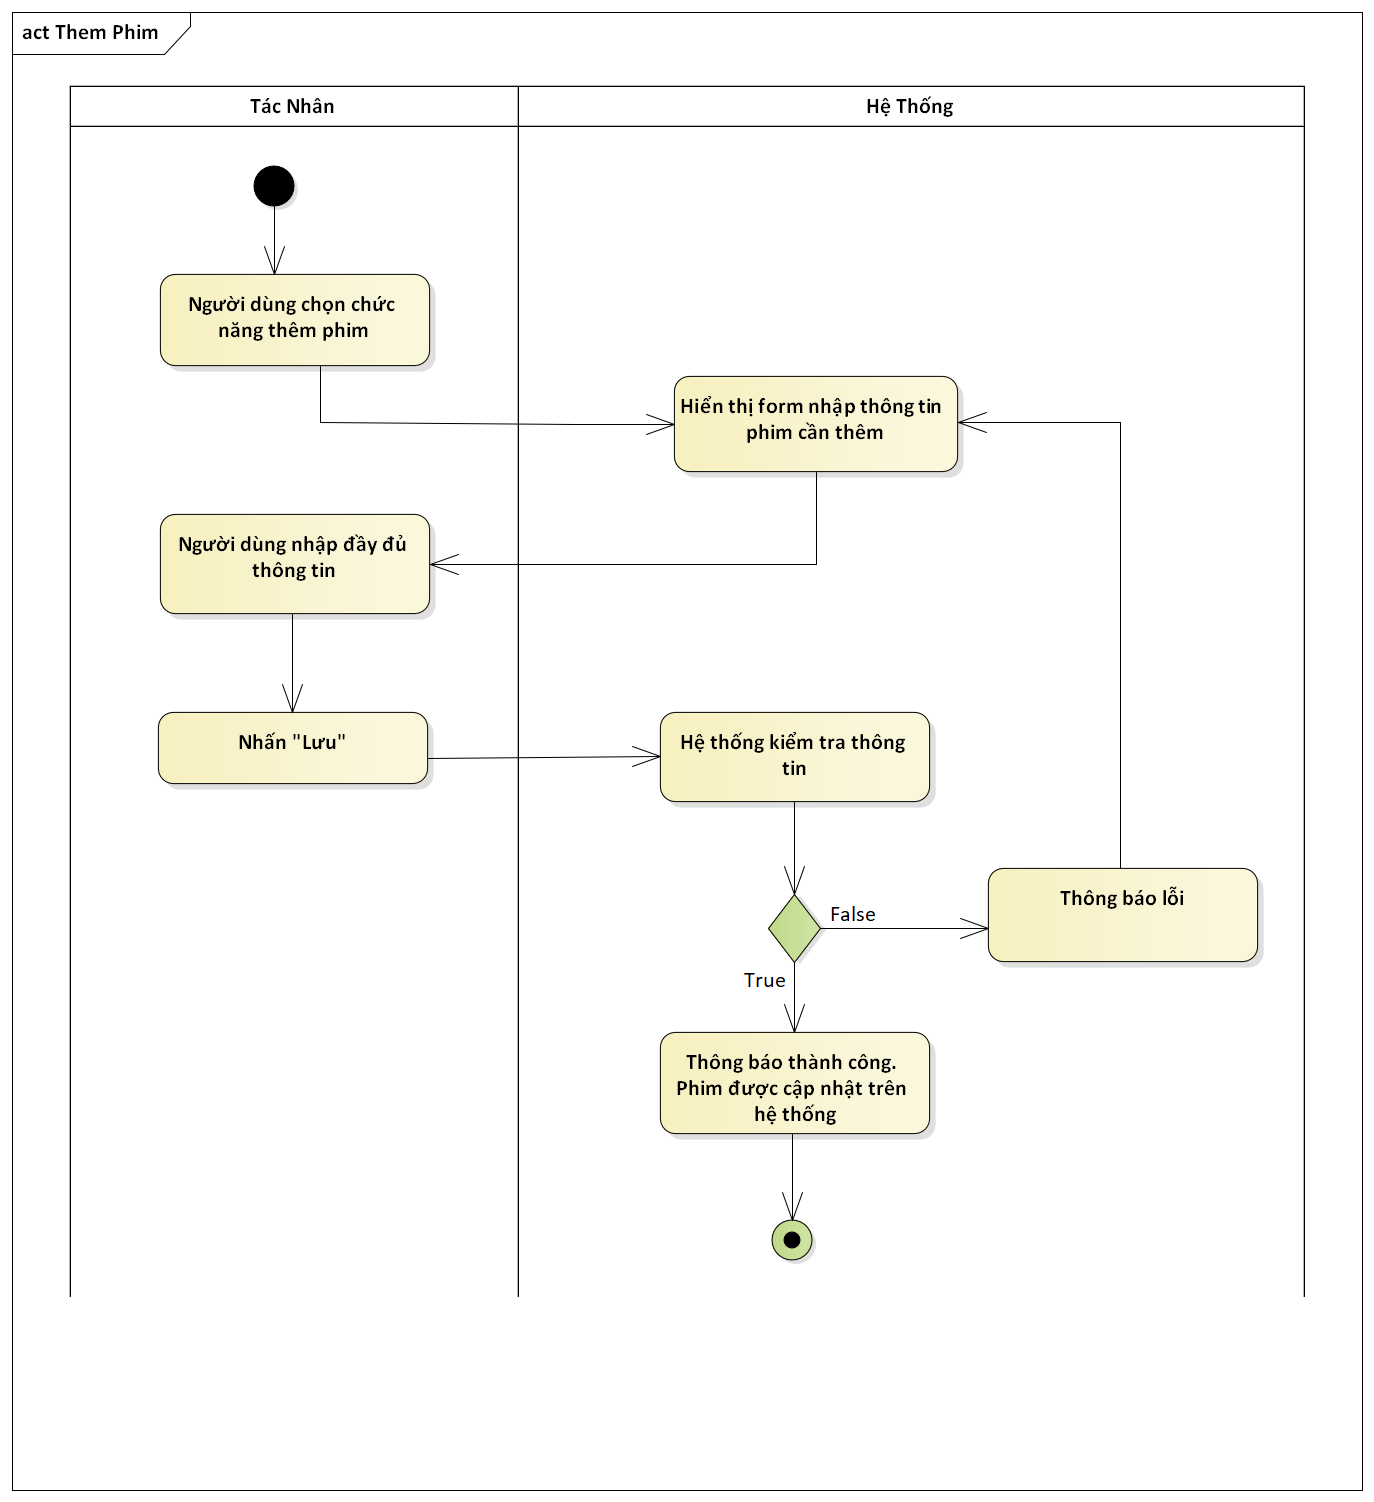 act Them Phim
Tác Nhân
Hệ Thống
Người dùng chọn chức
năng thêm phim
Hiển thị form nhập thông tin
phim cần thêm
Người dùng nhập đầy đủ
thông tin
Nhấn "Lưu"
Hệ thống kiểm tra thông
tin
False
Thông báo lỗi
True
Thông báo thành công.
Phim được cập nhật trên
hệ thống